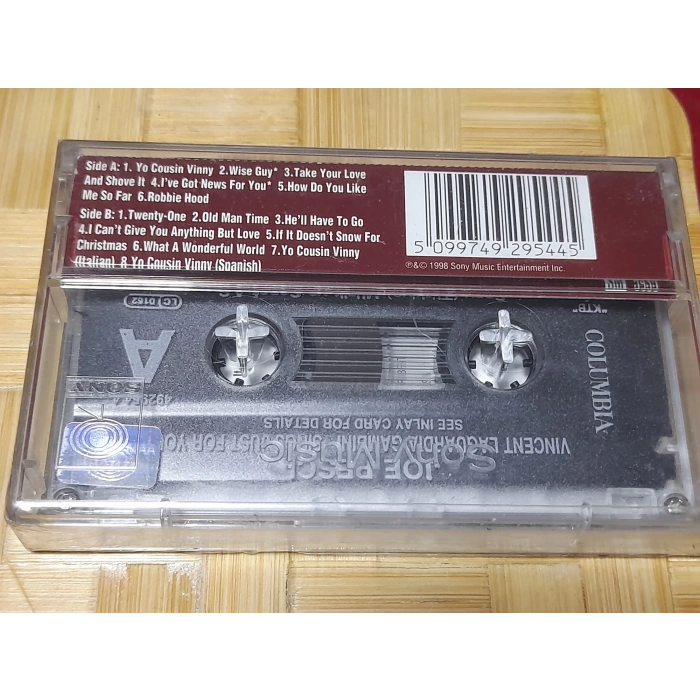 Side A: 1. Yo Cousin Vinny 2.Wise Guy* 3.Take Your Love
And Shove It 4.I've Got News For You* 5.How Do You Like
Me So Far 6.Robbie Hood
Side B: 1.Twenty-One 2.Old Man Time 3.He'll Have To Go
4.I Can't Give You Anything But Love 5.If It Doesn't Snow For
Christmas 6.What A Wonderful World 7.Yo Cousin Vinny
(Italian) 8 Yo Cousin Vinny (Spanish)
5 099749 295445
℗&© 1998 Sony Music Entertainment Inc.
LC 0162
"KTB"
COLUMBIA
A
SONY
SEE INLAY CARD FOR DETAILS
VINCENT LAGUARDIA GAMBINI SINGS JUST FOR YOU
JOE PESCI
Sony Music